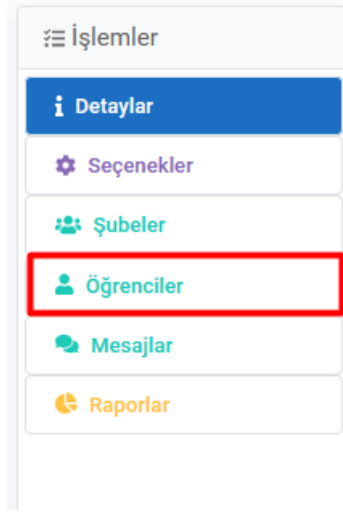 İşlemler
Detaylar
Seçenekler
Şubeler
Öğrenciler
Mesajlar
Raporlar